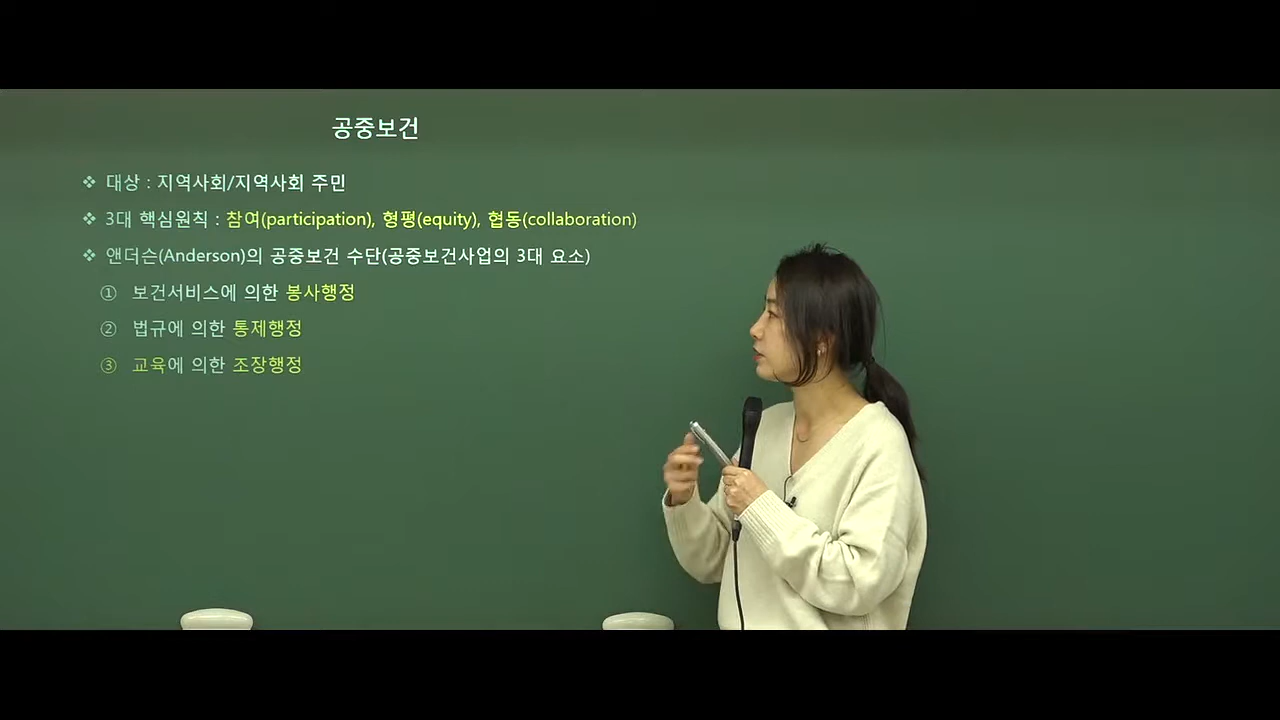 공중보건
❖ 대상 : 지역사회/지역사회 주민
❖ 3대 핵심원칙 : 참여(participation), 형평(equity), 협동(collaboration)
❖ 앤더슨(Anderson)의 공중보건 수단(공중보건사업의 3대 요소)
① 보건서비스에 의한 봉사행정
② 법규에 의한 통제행정
③ 교육에 의한 조장행정